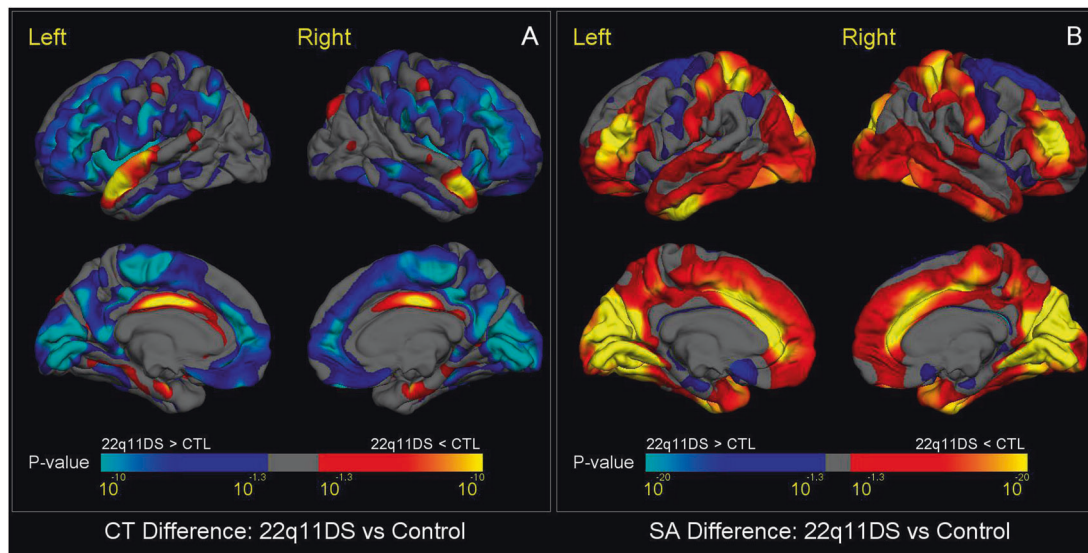 Left Right A
22q11DS > CTL 22q11DS < CTL
P-value
10^-10 10^-1.3 10^-1.3 10^-10
CT Difference: 22q11DS vs Control
Left Right B
22q11DS > CTL 22q11DS < CTL
P-value
10^-20 10^-1.3 10^-1.3 10^-20
SA Difference: 22q11DS vs Control